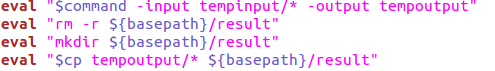 eval "$command -input tempinput/* -output tempoutput"
eval "rm -r ${basepath}/result"
eval "mkdir ${basepath}/result"
eval "$cp tempoutput/* ${basepath}/result"